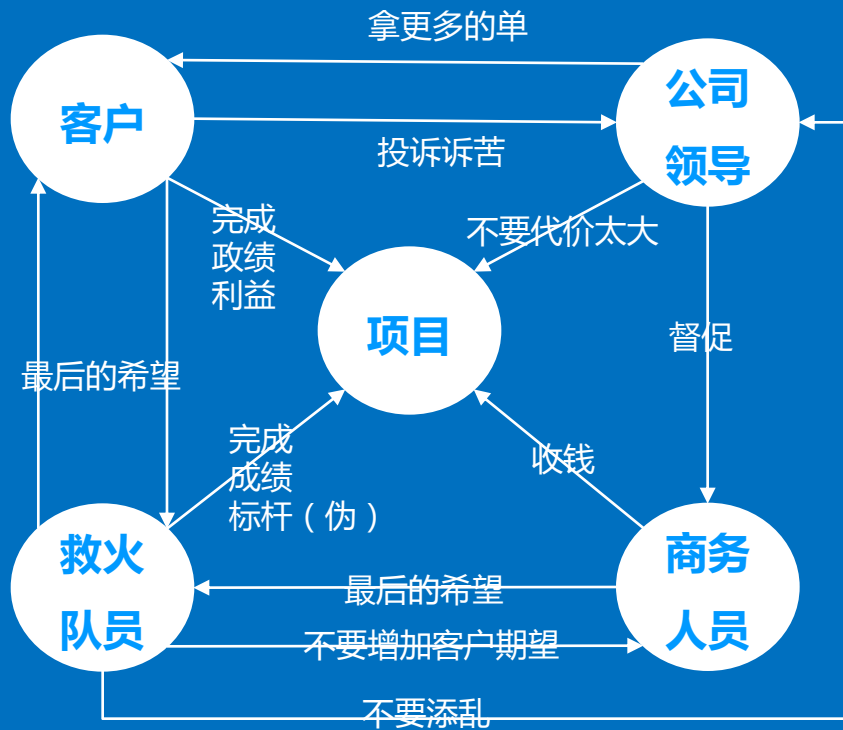 拿更多的单
客户
公司
领导
投诉诉苦
完成
政绩
利益
不要代价太大
项目
督促
最后的希望
完成
成绩
标杆（伪）
收钱
救火
队员
商务
人员
最后的希望
不要增加客户期望
不要添乱